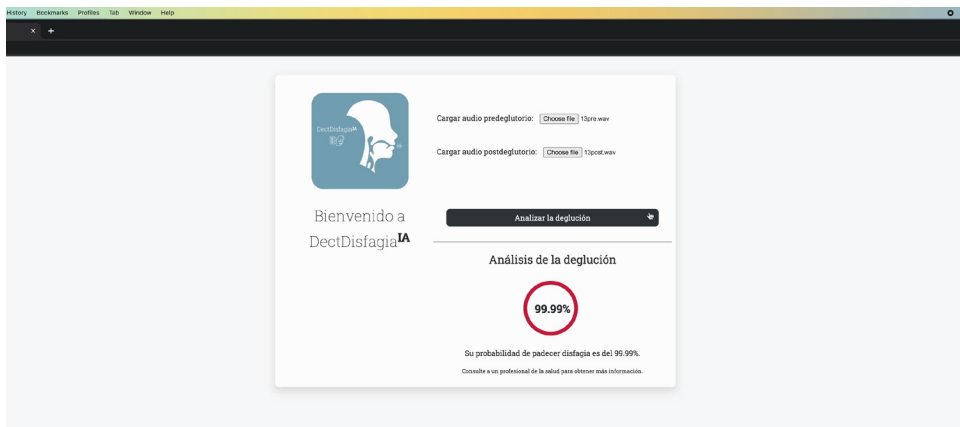 History Bookmarks Profiles Tab Window Help
DectDisfagiaIA
Cargar audio predeglutorio: Choose file 13pre.wav
Cargar audio postdeglutorio: Choose file 13post.wav
Bienvenido a
DectDisfagiaIA
Analizar la deglución
Análisis de la deglución
99.99%
Su probabilidad de padecer disfagia es del 99.99%.
Consulte a un profesional de la salud para obtener más información.